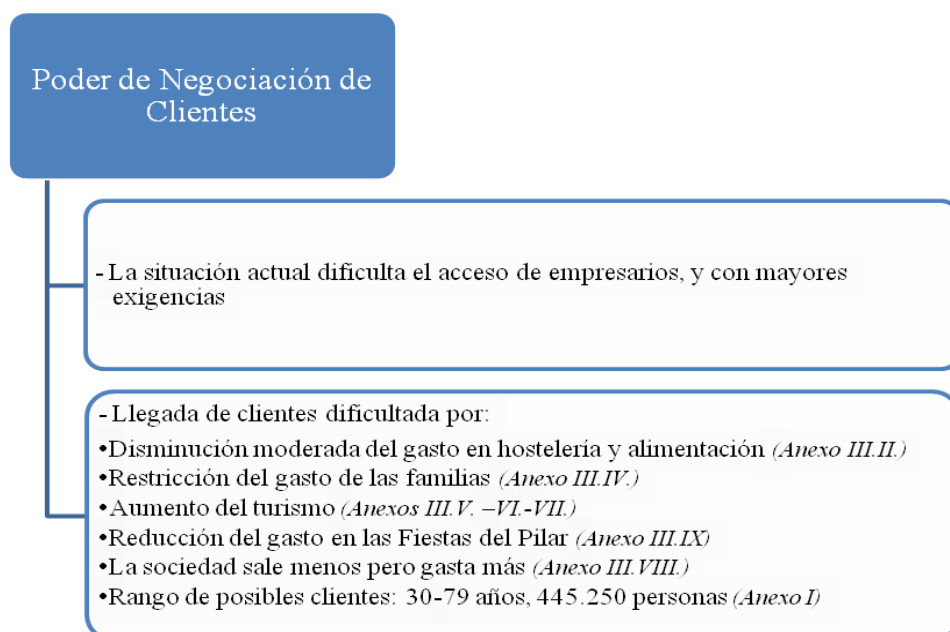 Poder de Negociación de
Clientes
- La situación actual dificulta el acceso de empresarios, y con mayores
exigencias
- Llegada de clientes dificultada por:
•Disminución moderada del gasto en hostelería y alimentación (Anexo III.II.)
•Restricción del gasto de las familias (Anexo III.IV.)
•Aumento del turismo (Anexos III.V. –VI.-VII.)
•Reducción del gasto en las Fiestas del Pilar (Anexo III.IX)
•La sociedad sale menos pero gasta más (Anexo III.VIII.)
•Rango de posibles clientes: 30-79 años, 445.250 personas (Anexo I)